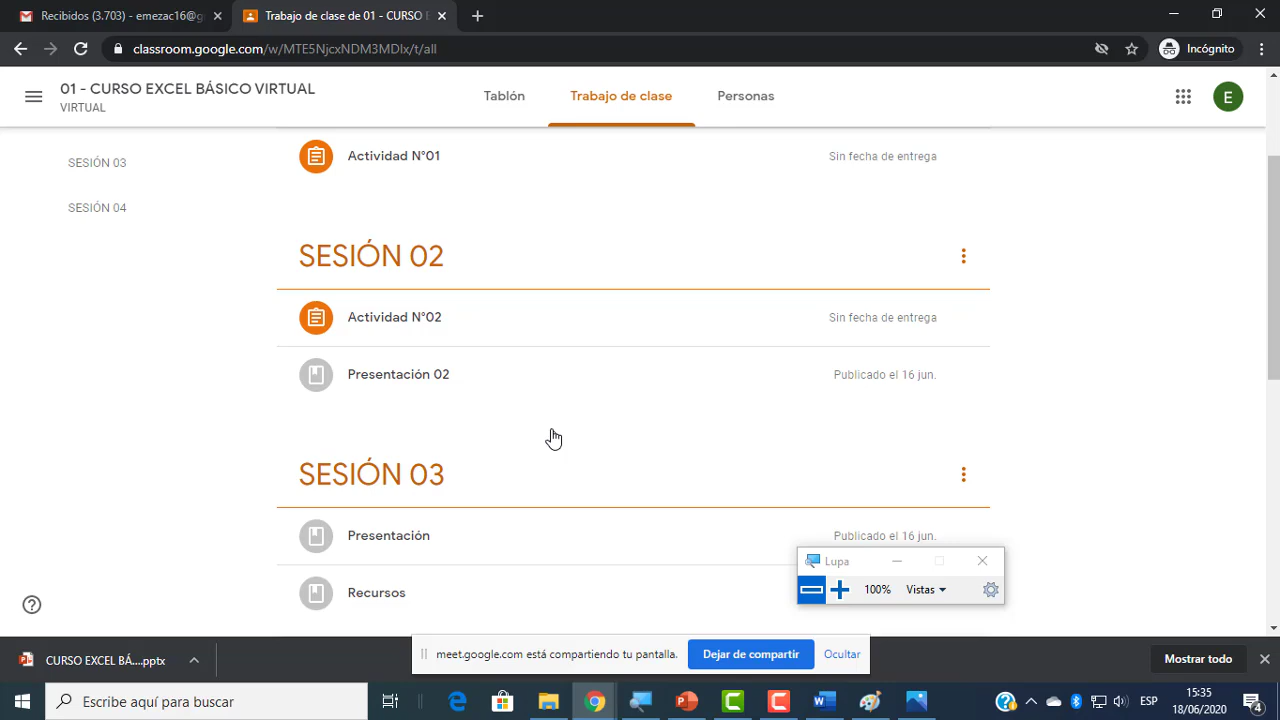 Recibidos (3.703) - emezac16@g
Trabajo de clase de 01 - CURSO E
classroom.google.com/w/MTE5NjcxNDM3MDlx/t/all
Incógnito
01 - CURSO EXCEL BÁSICO VIRTUAL
VIRTUAL
Tablón
Trabajo de clase
Personas
E
SESIÓN 03
SESIÓN 04
Actividad N°01
Sin fecha de entrega
SESIÓN 02
Actividad N°02
Sin fecha de entrega
Presentación 02
Publicado el 16 jun.
SESIÓN 03
Presentación
Publicado el 16 jun.
Recursos
Lupa
100%
Vistas
meet.google.com está compartiendo tu pantalla.
Dejar de compartir
Ocultar
CURSO EXCEL BÁ....pptx
Mostrar todo
Escribe aquí para buscar
ESP
15:35
18/06/2020
4